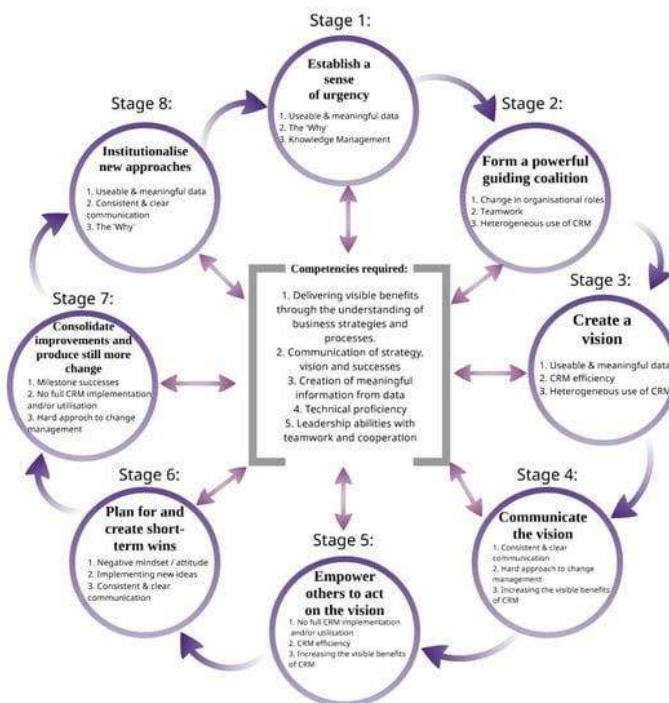 Stage 1:
Establish a
sense
of urgency
1. Useable & meaningful data
2. The 'Why'
3. Knowledge Management
Stage 2:
Form a powerful
guiding coalition
1. Change in organisational roles
2. Teamwork
3. Heterogeneous use of CRM
Stage 3:
Create a
vision
1. Useable & meaningful data
2. CRM efficiency
3. Heterogeneous use of CRM
Stage 4:
Communicate
the vision
1. Consistent & clear
communication
2. Hard approach to change
management
3. Increasing the visible benefits
of CRM
Stage 5:
Empower
others to act
on the vision
1. No full CRM implementation
and/or utilisation
2. CRM efficiency
3. Increasing the visible benefits
of CRM
Stage 6:
Plan for and
create short-
term wins
1. Negative mindset / attitude
2. Implementing new ideas
3. Consistent & clear
communication
Stage 7:
Consolidate
improvements and
produce still more
change
1. Milestone successes
2. No full CRM implementation
and/or utilisation
3. Hard approch to change
management
Stage 8:
Institutionalise
new approaches
1. Useable & meaningful data
2. Consistent & clear
communication
3. The 'Why'
Competencies required:
1. Delivering visible benefits
through the understanding of
business strategies and
processes.
2. Communication of strategy,
vision and successes
3. Creation of meaningful
information from data
4. Technical proficiency
5. Leadership abilities with
teamwork and cooperation